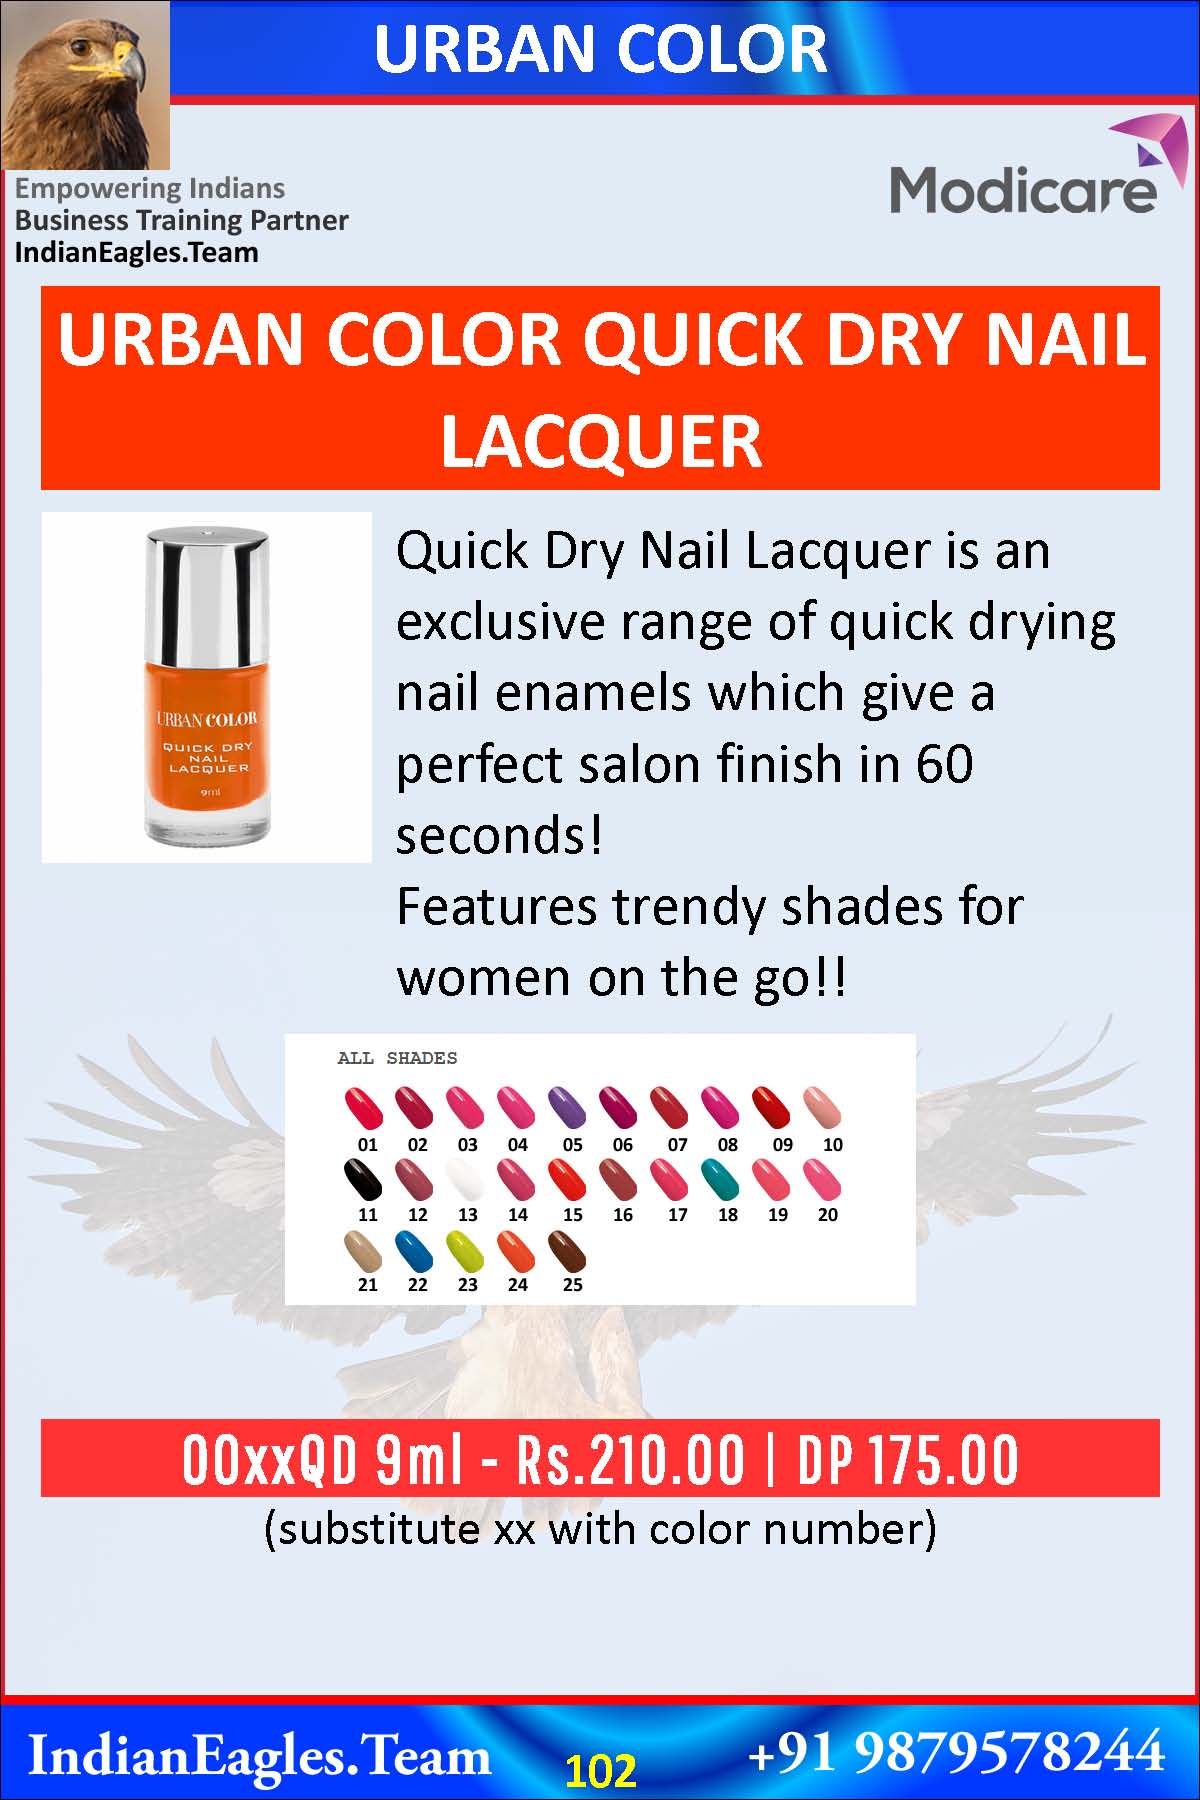 URBAN COLOR
Empowering Indians
Business Training Partner
IndianEagles.Team
Modicare
URBAN COLOR QUICK DRY NAIL
LACQUER
URBAN COLOR
QUICK DRY
NAIL
LACQUER
9ml
Quick Dry Nail Lacquer is an
exclusive range of quick drying
nail enamels which give a
perfect salon finish in 60
seconds!
Features trendy shades for
women on the go!!
ALL SHADES
01 02 03 04 05 06 07 08 09 10
11 12 13 14 15 16 17 18 19 20
21 22 23 24 25
00xxQD 9ml - Rs.210.00 | DP 175.00
(substitute xx with color number)
IndianEagles.Team
102
+91 9879578244